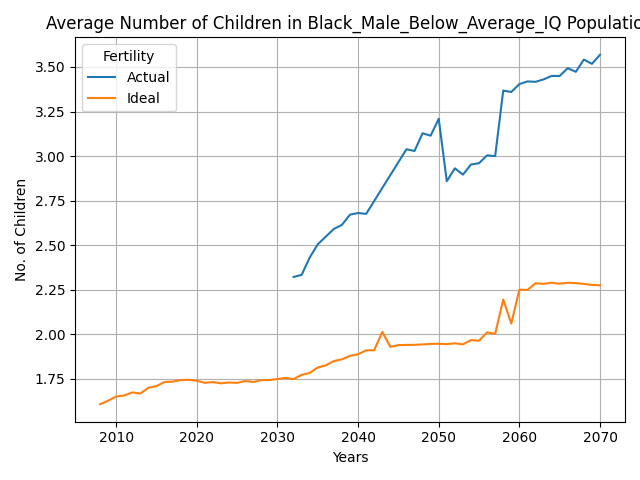 Average Number of Children in Black_Male_Below_Average_IQ Populatio
Fertility
Actual
Ideal
3.50
3.25
3.00
2.75
2.50
2.25
2.00
1.75
No. of Children
2010 2020 2030 2040 2050 2060 2070
Years